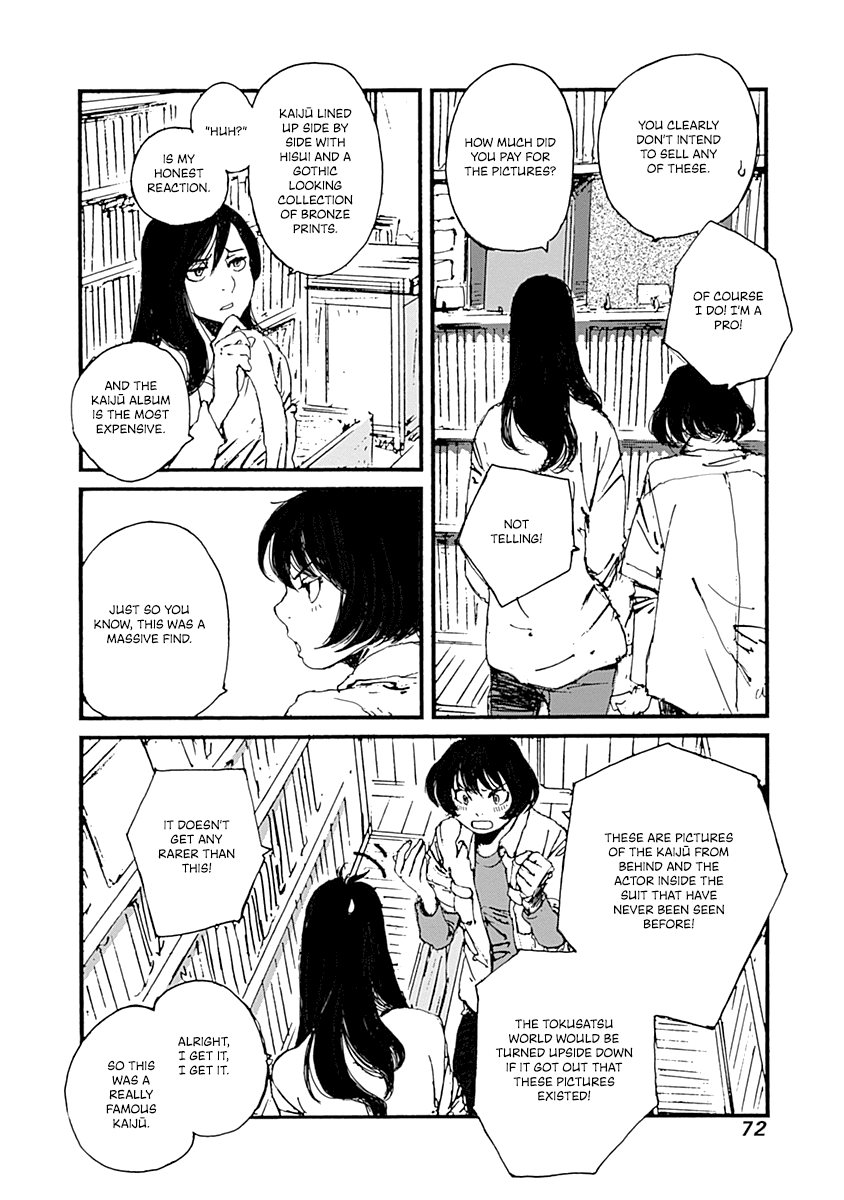 YOU CLEARLY
DON'T INTEND
TO SELL ANY
OF THESE.
OF COURSE
I DO! I'M A
PRO!
HOW MUCH DID
YOU PAY FOR
THE PICTURES?
NOT
TELLING!
KAIJŪ LINED
UP SIDE BY
SIDE WITH
HISUI AND A
GOTHIC
LOOKING
COLLECTION
OF BRONZE
PRINTS.
"HUH?"
IS MY
HONEST
REACTION.
AND THE
KAIJŪ ALBUM
IS THE MOST
EXPENSIVE.
JUST SO YOU
KNOW, THIS WAS A
MASSIVE FIND.
THESE ARE PICTURES
OF THE KAIJŪ FROM
BEHIND AND THE
ACTOR INSIDE THE
SUIT THAT HAVE
NEVER BEEN SEEN
BEFORE!
THE TOKUSATSU
WORLD WOULD BE
TURNED UPSIDE DOWN
IF IT GOT OUT THAT
THESE PICTURES
EXISTED!
IT DOESN'T
GET ANY
RARER THAN
THIS!
ALRIGHT,
I GET IT,
I GET IT.
SO THIS
WAS A
REALLY
FAMOUS
KAIJŪ.
72